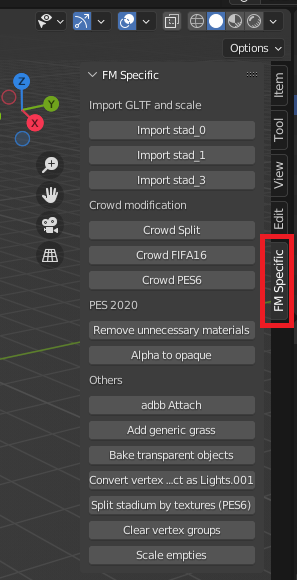 Options
FM Specific
Import GLTF and scale
Import stad_0
Import stad_1
Import stad_3
Crowd modification
Crowd Split
Crowd FIFA16
Crowd PES6
PES 2020
Remove unnecessary materials
Alpha to opaque
Others
adbb Attach
Add generic grass
Bake transparent objects
Convert vertex ...ct as Lights.001
Split stadium by textures (PES6)
Clear vertex groups
Scale empties
Item
Tool
View
Edit
FM Specific
Z
Y
X